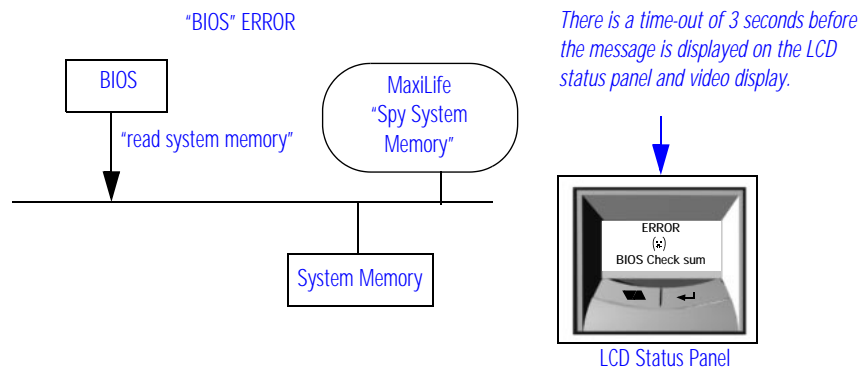 “BIOS” ERROR
There is a time-out of 3 seconds before
the message is displayed on the LCD
status panel and video display.
BIOS
MaxiLife
“Spy System
Memory”
“read system memory”
System Memory
ERROR
BIOS Check sum
LCD Status Panel